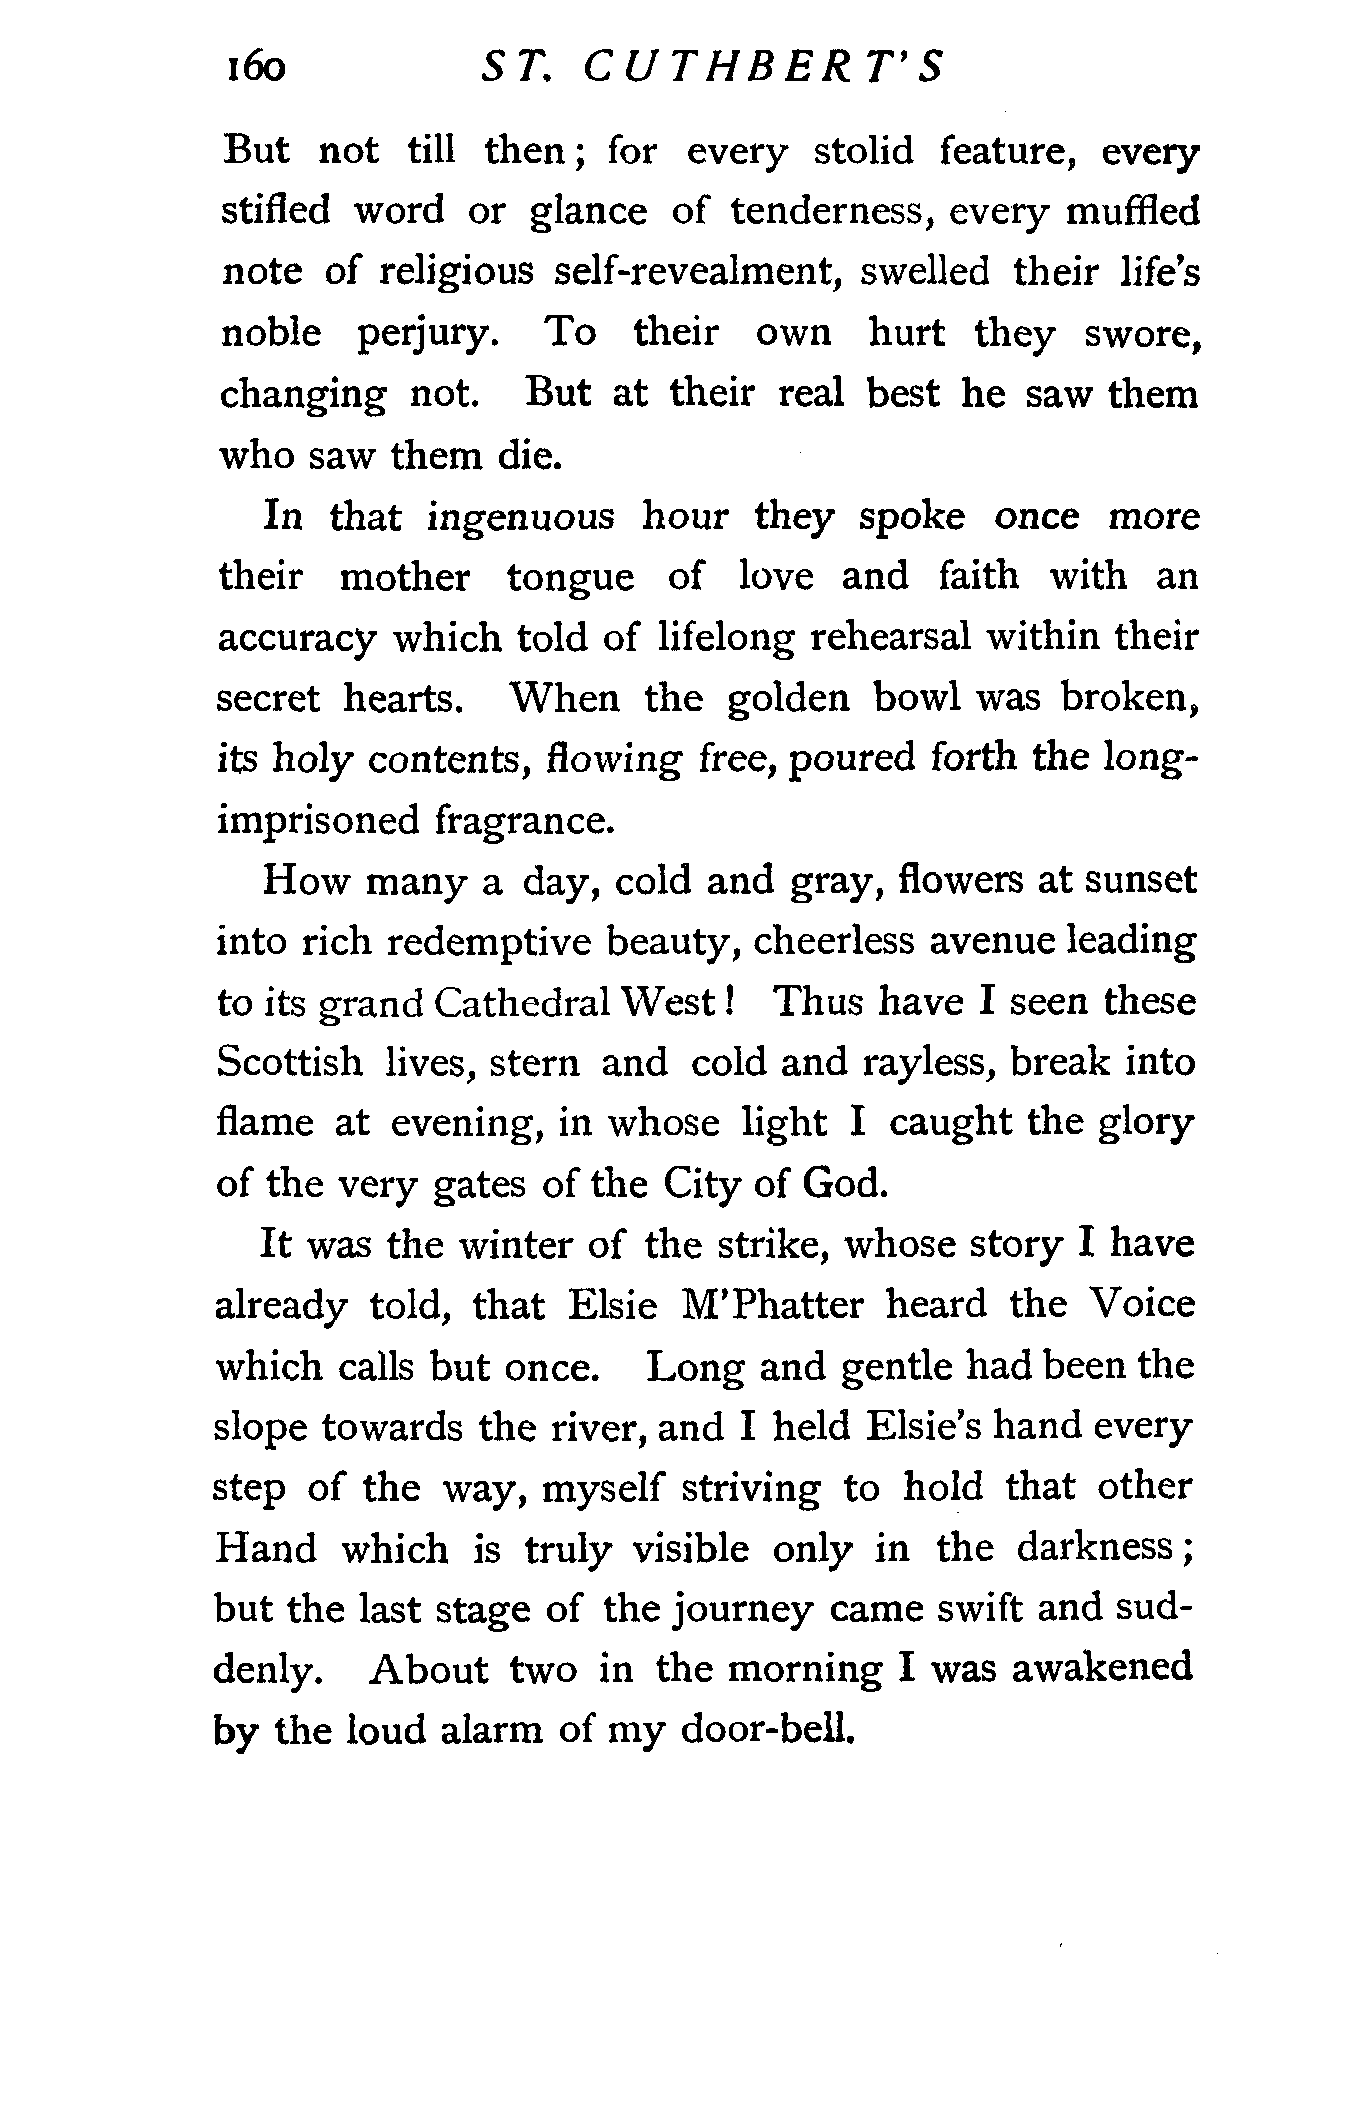 160 ST. CUTHBERT'S
But not till then; for every stolid feature, every
stifled word or glance of tenderness, every muffled
note of religious self-revealment, swelled their life's
noble perjury. To their own hurt they swore,
changing not. But at their real best he saw them
who saw them die.
In that ingenuous hour they spoke once more
their mother tongue of love and faith with an
accuracy which told of lifelong rehearsal within their
secret hearts. When the golden bowl was broken,
its holy contents, flowing free, poured forth the long-
imprisoned fragrance.
How many a day, cold and gray, flowers at sunset
into rich redemptive beauty, cheerless avenue leading
to its grand Cathedral West! Thus have I seen these
Scottish lives, stern and cold and rayless, break into
flame at evening, in whose light I caught the glory
of the very gates of the City of God.
It was the winter of the strike, whose story I have
already told, that Elsie M'Phatter heard the Voice
which calls but once. Long and gentle had been the
slope towards the river, and I held Elsie's hand every
step of the way, myself striving to hold that other
Hand which is truly visible only in the darkness;
but the last stage of the journey came swift and sud-
denly. About two in the morning I was awakened
by the loud alarm of my door-bell.